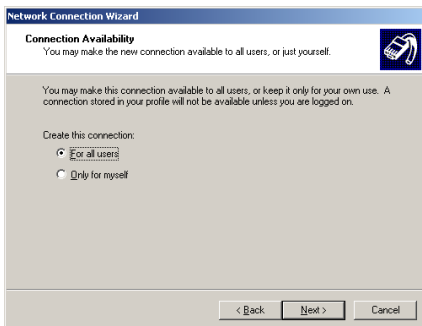 Network Connection Wizard
Connection Availability
You may make the new connection available to all users, or just yourself.
You may make this connection available to all users, or keep it only for your own use. A
connection stored in your profile will not be available unless you are logged on.
Create this connection:
For all users
Only for myself
< Back
Next >
Cancel